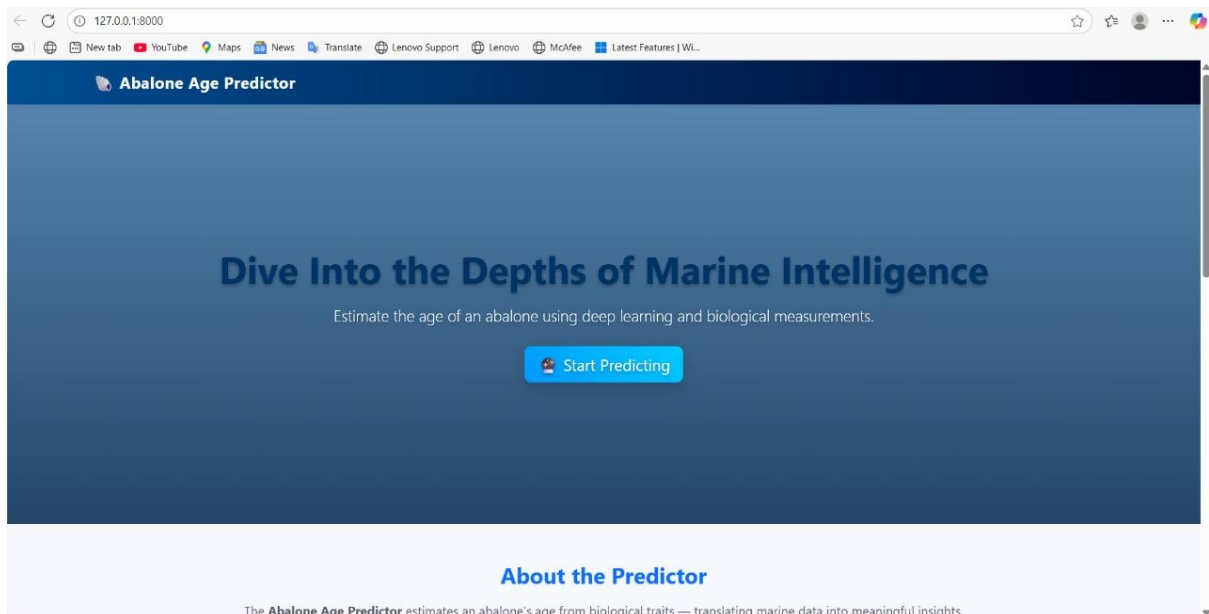 127.0.0.1:8000
New tab YouTube Maps News Translate Lenovo Support Lenovo McAfee Latest Features | Wi...
Abalone Age Predictor
Dive Into the Depths of Marine Intelligence
Estimate the age of an abalone using deep learning and biological measurements.
Start Predicting
About the Predictor
The Abalone Age Predictor estimates an abalone's age from biological traits — translating marine data into meaningful insights.